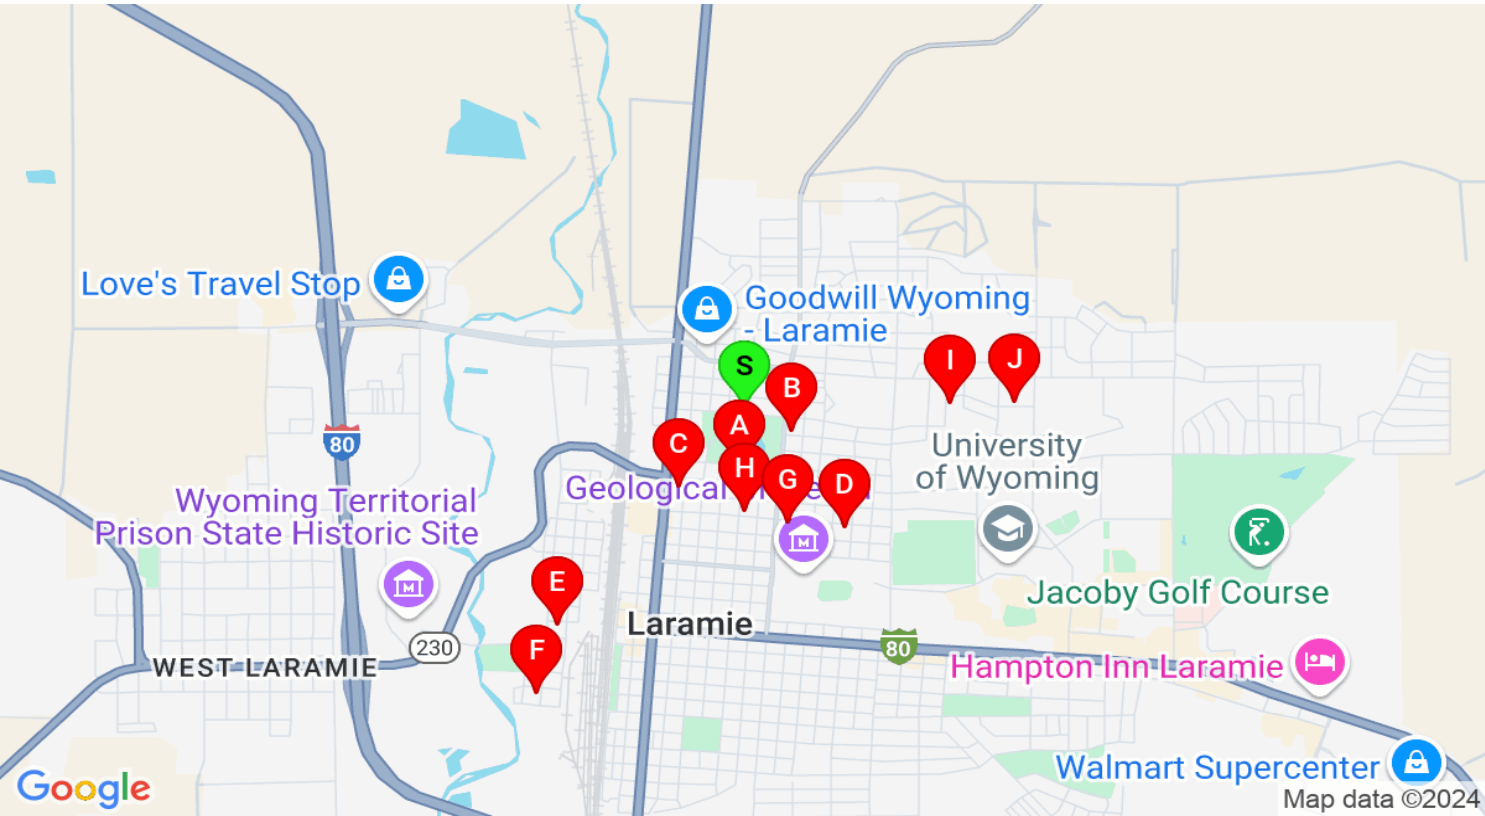 Love's Travel Stop
Goodwill Wyoming
- Laramie
S
B
I
J
A
C
H
G
D
80
University
of Wyoming
Geological
Wyoming Territorial
Prison State Historic Site
E
Jacoby Golf Course
F
Laramie
230
80
WEST LARAMIE
Hampton Inn Laramie
Walmart Supercenter
Google
Map data ©2024